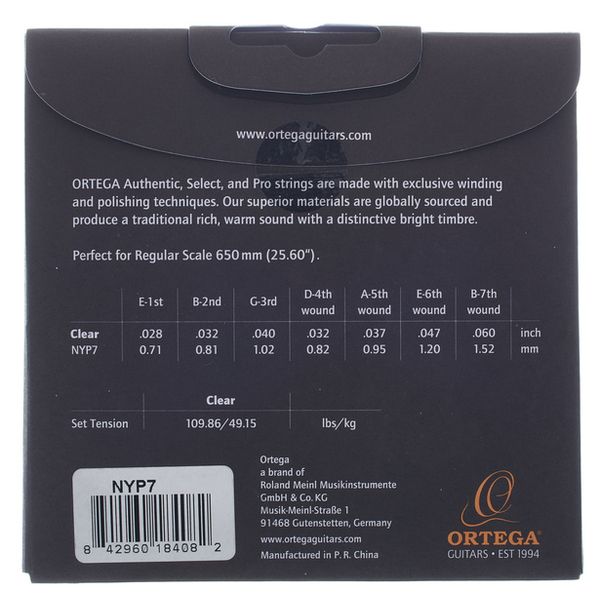 www.ortegaguitars.com
ORTEGA Authentic, Select, and Pro strings are made with exclusive winding
and polishing techniques. Our superior materials are globally sourced and
produce a traditional rich, warm sound with a distinctive bright timbre.
Perfect for Regular Scale 650 mm (25.60“).
E-1st B-2nd G-3rd D-4th wound A-5th wound E-6th wound B-7th wound
Clear .028 .032 .040 .032 .037 .047 .060 inch
NYP7 0.71 0.81 1.02 0.82 0.95 1.20 1.52 mm
Clear
Set Tension 109.86/49.15 lbs/kg
NYP7
8 42960 18408 2
Ortega
a brand of
Roland Meinl Musikinstrumente
GmbH & Co. KG
Musik-Meinl-Straße 1
91468 Gutenstetten, Germany
www.ortegaguitars.com
Manufactured in P. R. China
ORTEGA®
GUITARS • EST 1994